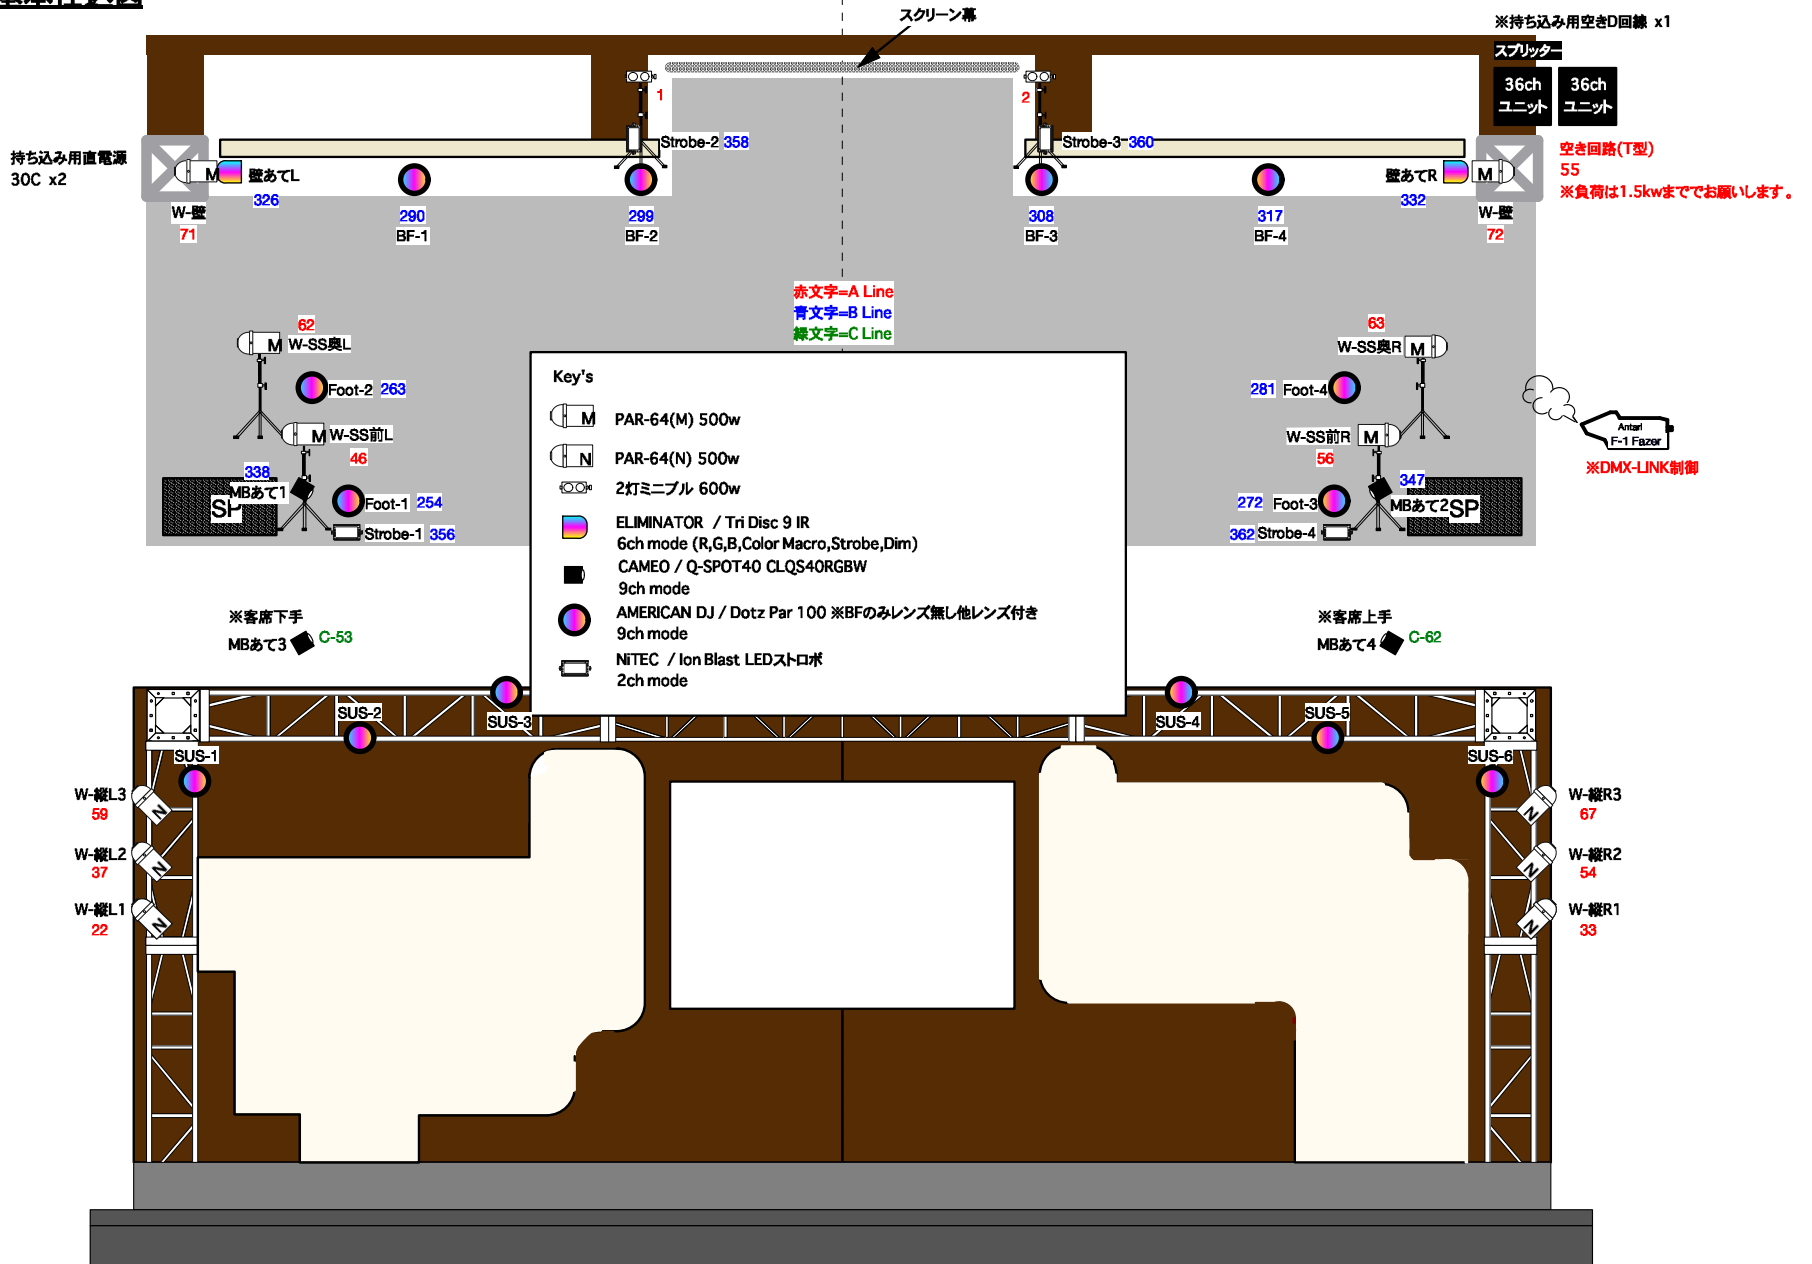 スクリーン幕
※持ち込み用空きD回線 x1
スプリッター
36ch
ユニット
36ch
ユニット
1
2
Strobe-2 358
Strobe-3 360
持ち込み用直電源
30C x2
空き回路(T型)
55
※負荷は1.5kwまででお願いします。
M
壁あてL
326
W-壁
71
290
BF-1
299
BF-2
308
BF-3
317
BF-4
壁あてR
332
M
W-壁
72
赤文字=A Line
青文字=B Line
緑文字=C Line
62
M W-SS奥L
Foot-2 263
M W-SS前L
46
338
MBあて1
SP
Foot-1 254
Strobe-1 356
63
W-SS奥R M
281 Foot-4
W-SS前R M
56
347
MBあて2
SP
272 Foot-3
362 Strobe-4
Antari
F-1 Fazer
※DMX-LINK制御
Key's
M PAR-64(M) 500w
N PAR-64(N) 500w
2灯ミニブル 600w
ELIMINATOR / Tri Disc 9 IR
6ch mode (R,G,B,Color Macro,Strobe,Dim)
CAMEO / Q-SPOT40 CLQS40RGBW
9ch mode
AMERICAN DJ / Dotz Par 100 ※BFのみレンズ無し他レンズ付き
9ch mode
NiTEC / Ion Blast LEDストロボ
2ch mode
※客席下手
MBあて3 C-53
※客席上手
MBあて4 C-62
SUS-1
SUS-2
SUS-3
SUS-4
SUS-5
SUS-6
W-縦L3
59
N
W-縦L2
37
N
W-縦L1
22
N
W-縦R3
67
N
W-縦R2
54
N
W-縦R1
33
N